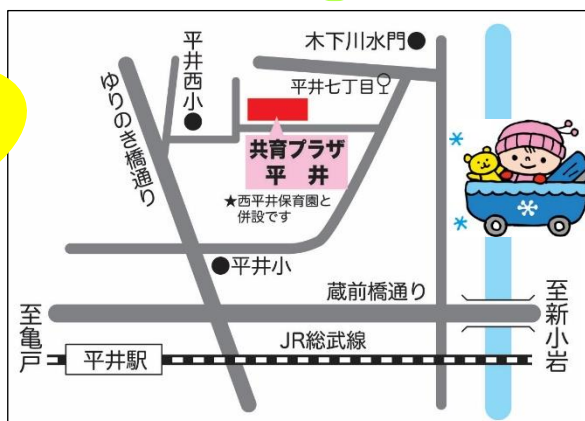 木下川水門
平井西小
平井七丁目
ゆりのき橋通り
共育プラザ
平 井
★西平井保育園と
併設です
平井小
蔵前橋通り
至新小岩
至亀戸
JR総武線
平井駅